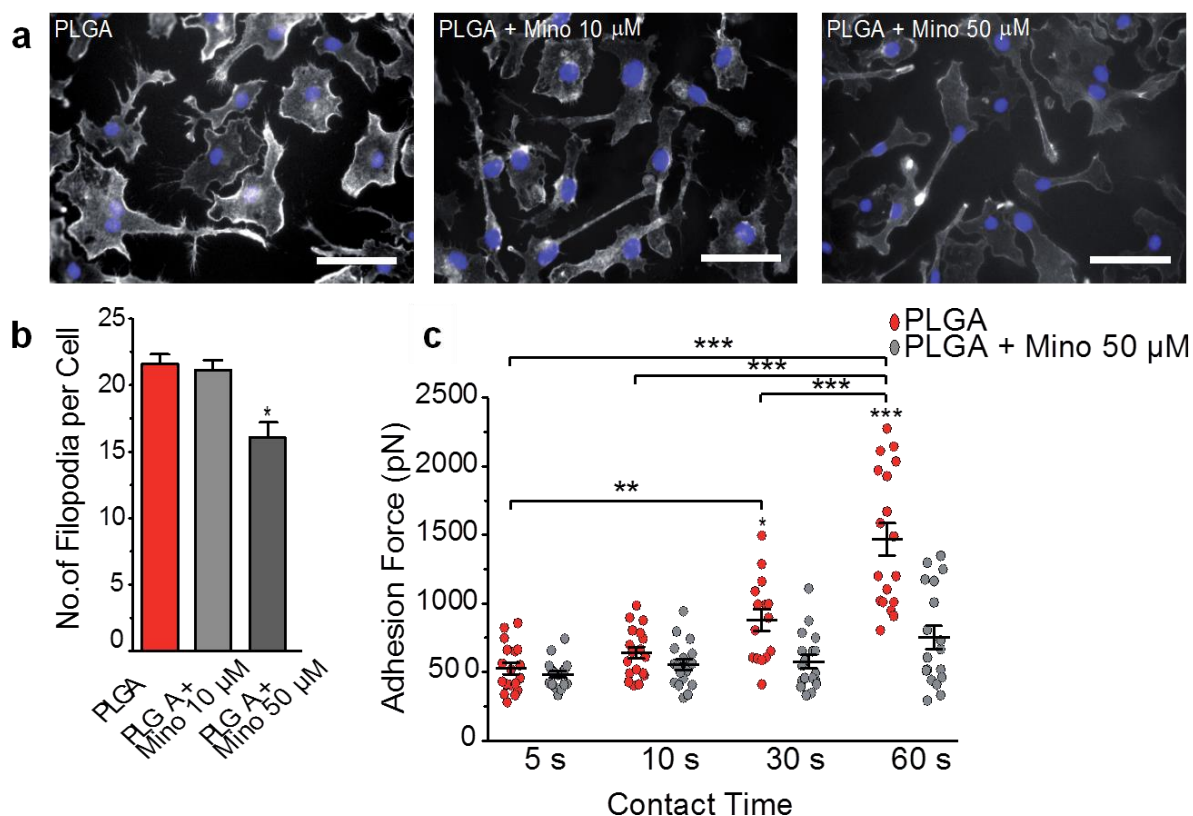 a
PLGA
PLGA + Mino 10 μM
PLGA + Mino 50 μM
b
No.of Filopodia per Cell
25
20
15
10
5
0
*
PLGA
PLG A +
Mino 10 μM
PLG A +
Mino 50 μM
c
PLGA
PLGA + Mino 50 μM
***
***
***
***
**
*
Adhesion Force (pN)
2500
2000
1500
1000
500
0
5 s
10 s
30 s
60 s
Contact Time